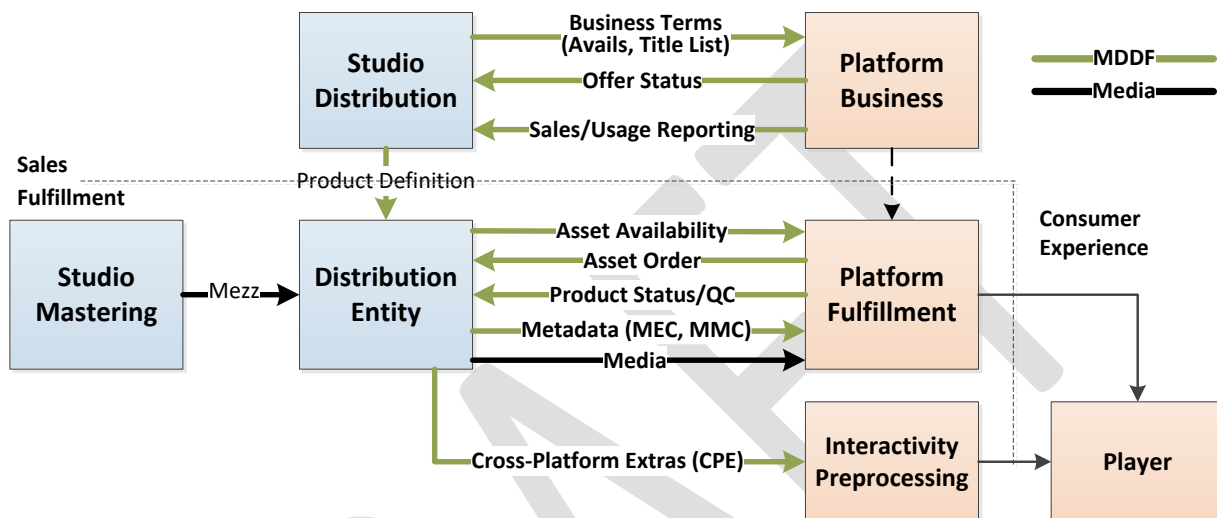 Studio
Distribution
Business Terms
(Avails, Title List)
Offer Status
Sales/Usage Reporting
Platform
Business
MDDF
Media
Sales
Fulfillment
Product Definition
Studio
Mastering
Mezz
Distribution
Entity
Asset Availability
Asset Order
Product Status/QC
Metadata (MEC, MMC)
Media
Platform
Fulfillment
Consumer
Experience
Cross-Platform Extras (CPE)
Interactivity
Preprocessing
Player